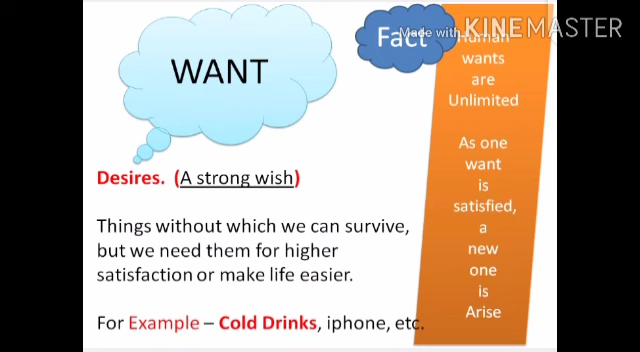 WANT
Fact
Made with KINEMASTER
Human
wants
are
Unlimited
As one
want
is
satisfied,
a
new
one
is
Arise
Desires. (A strong wish)
Things without which we can survive,
but we need them for higher
satisfaction or make life easier.
For Example – Cold Drinks, iphone, etc.